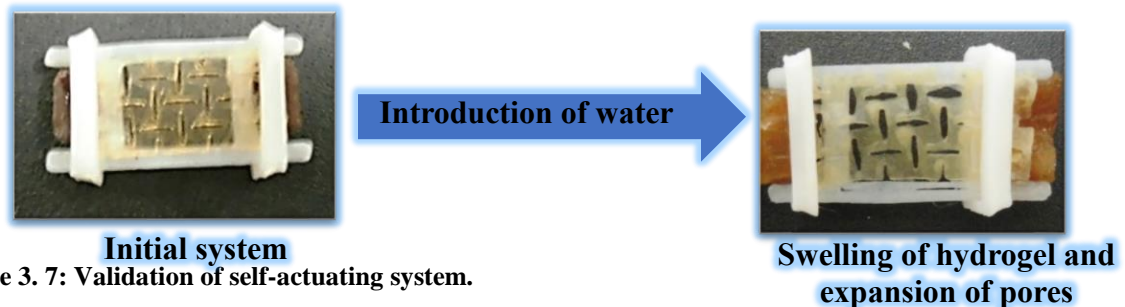 Introduction of water
Initial system
e 3. 7: Validation of self-actuating system.
Swelling of hydrogel and
expansion of pores